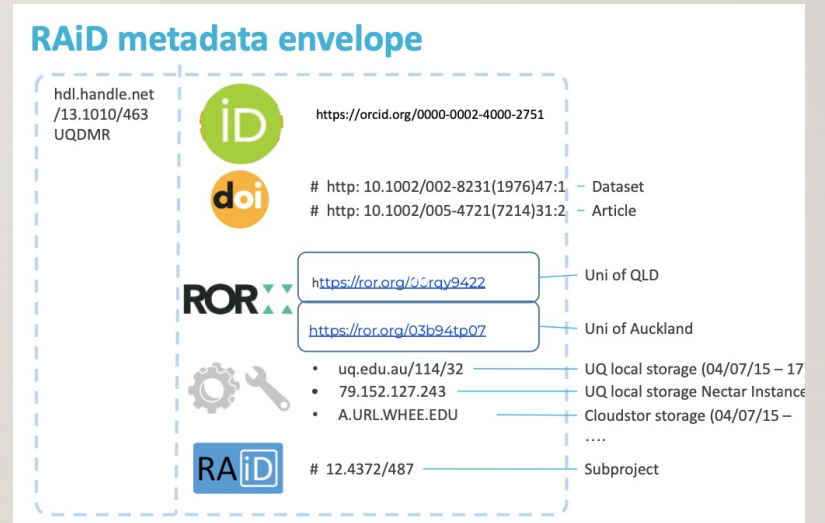 RAiD metadata envelope
hdl.handle.net
/13.1010/463
UQDMR
iD
https://orcid.org/0000-0002-4000-2751
doi
# http: 10.1002/002-8231(1976)47:1 – Dataset
# http: 10.1002/005-4721(7214)31:2 – Article
ROR
Uni of QLD
https://ror.org/03b94tp07 Uni of Auckland
• uq.edu.au/114/32 UQ local storage (04/07/15 – 17
• 79.152.127.243 UQ local storage Nectar Instance
• A.URL.WHEE.EDU Cloudstor storage (04/07/15 –
....
RAiD # 12.4372/487 Subproject